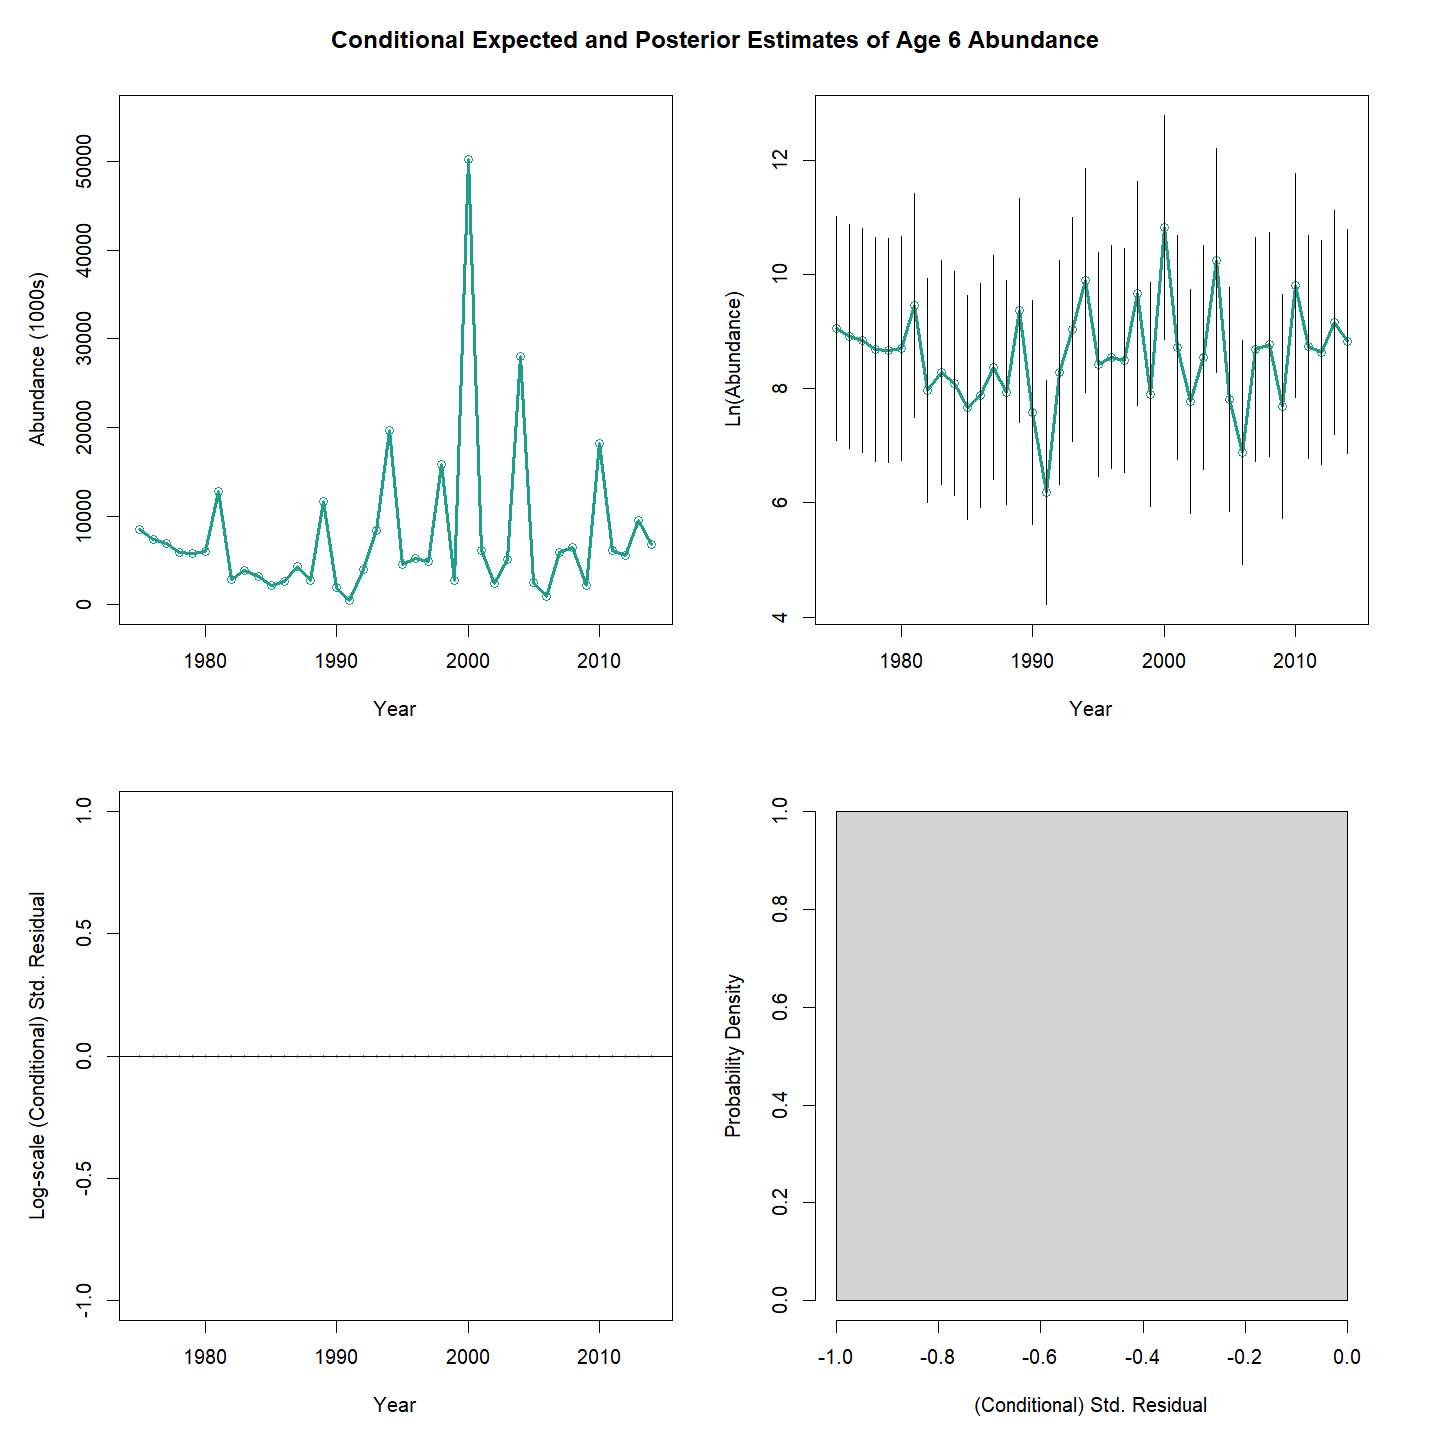 Conditional Expected and Posterior Estimates of Age 6 Abundance
Abundance (1000s)
50000
40000
30000
20000
10000
0
1980 1990 2000 2010
Year
Ln(Abundance)
12
10
8
6
4
1980 1990 2000 2010
Year
Log-scale (Conditional) Std. Residual
1.0
0.5
0.0
-0.5
-1.0
1980 1990 2000 2010
Year
Probability Density
1.0
0.8
0.6
0.4
0.2
0.0
-1.0 -0.8 -0.6 -0.4 -0.2 0.0
(Conditional) Std. Residual